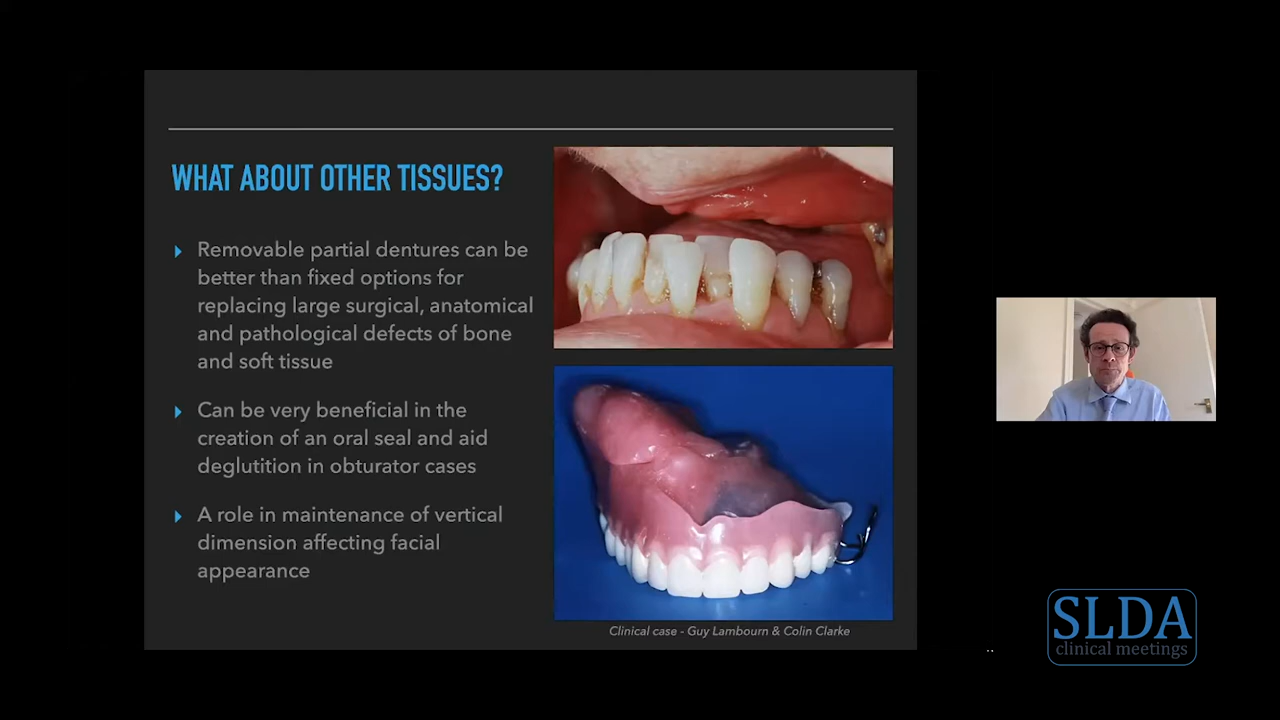 WHAT ABOUT OTHER TISSUES?
Removable partial dentures can be
better than fixed options for
replacing large surgical, anatomical
and pathological defects of bone
and soft tissue
Can be very beneficial in the
creation of an oral seal and aid
deglutition in obturator cases
A role in maintenance of vertical
dimension affecting facial
appearance
Clinical case - Guy Lambourn & Colin Clarke
SLDA
clinical meetings